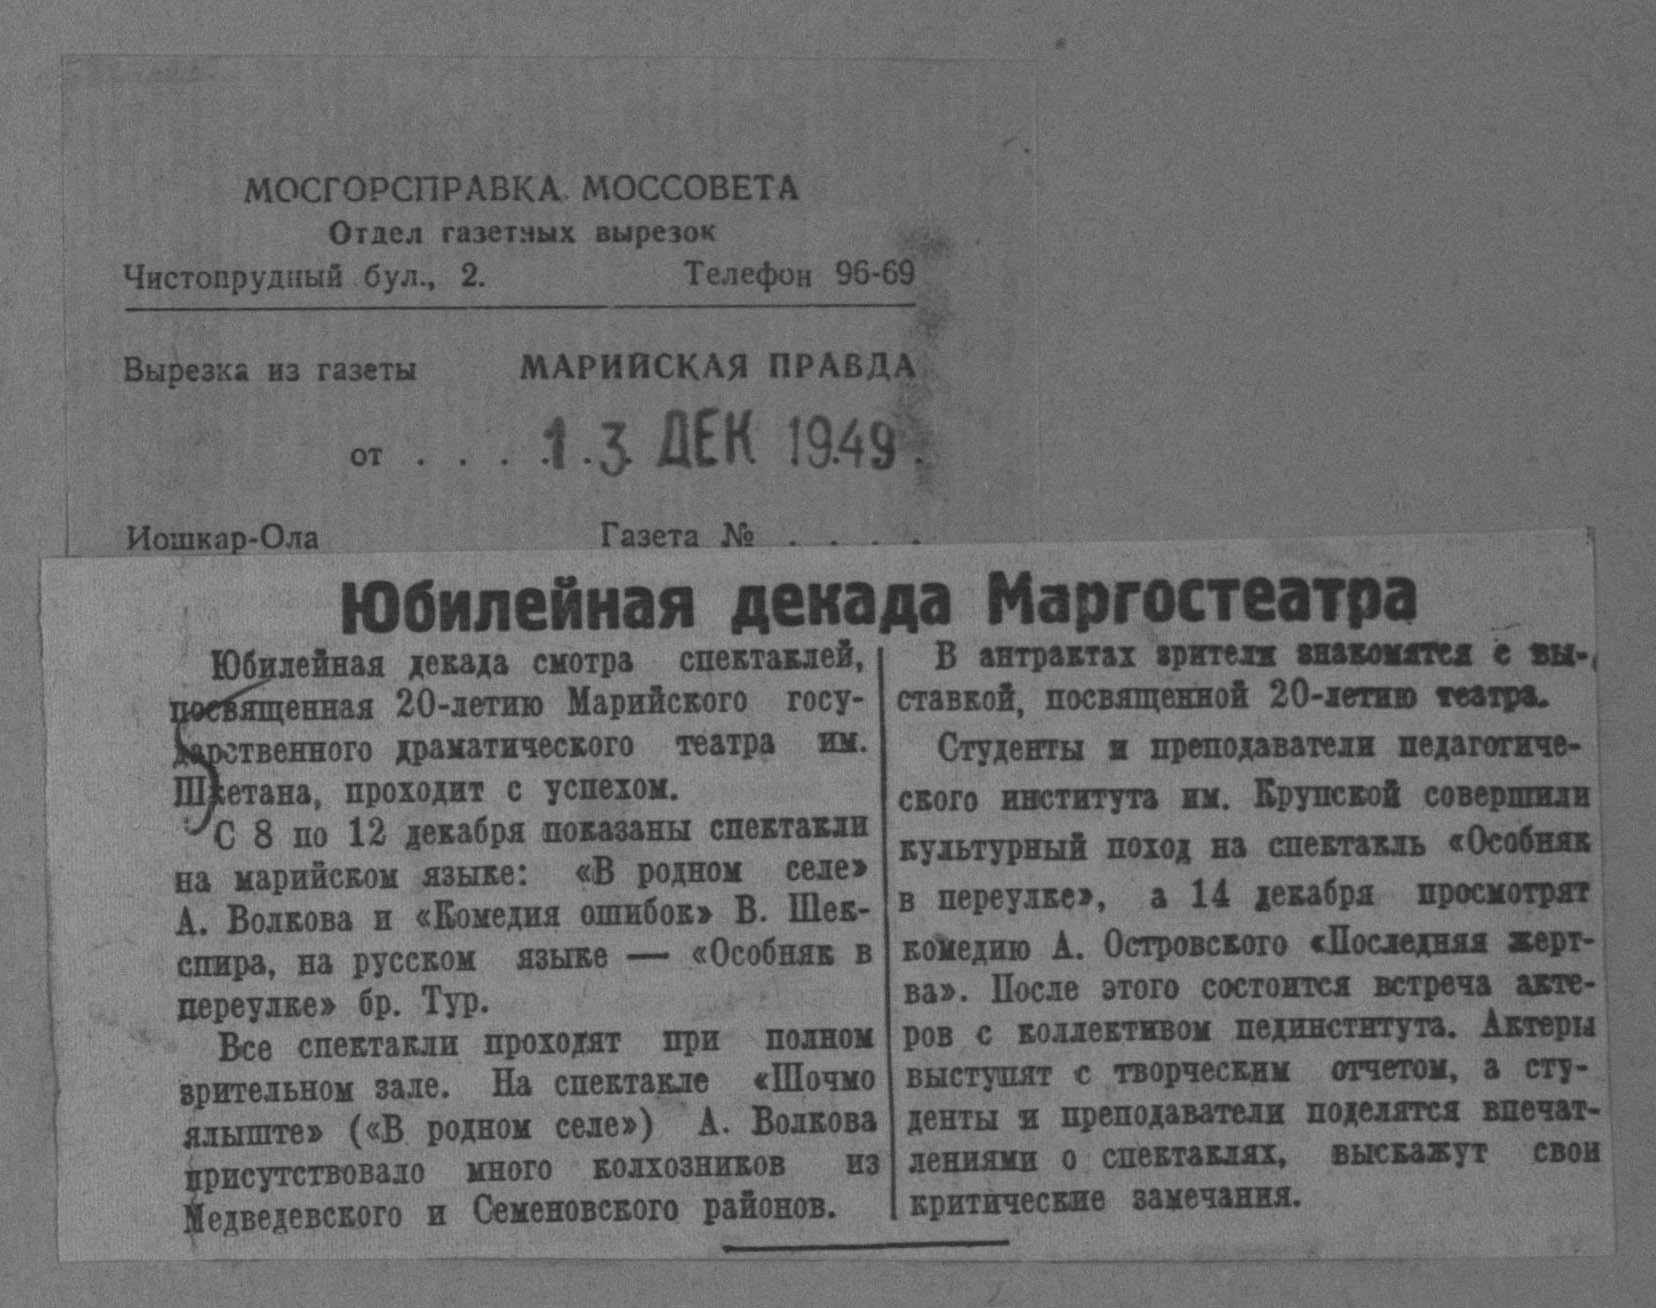 МОСГОРСПРАВКА МОССОВЕТА
Отдел газетных вырезок
Чистопрудный бул., 2. Телефон 96-69
Вырезка из газеты МАРИЙСКАЯ ПРАВДА
от . . . . 13 ДЕК 1949 .
Иошкар-Ола Газета № . . . .
Юбилейная декада Маргостеатра
Юбилейная декада смотра спектаклей,
посвященная 20-летию Марийского госу-
дарственного драматического театра им.
Шкетана, проходит с успехом.
С 8 по 12 декабря показаны спектакли
на марийском языке: «В родном селе»
А. Волкова и «Комедия ошибок» В. Шек-
спира, на русском языке — «Особняк в
переулке» бр. Тур.
Все спектакли проходят при полном
зрительном зале. На спектакле «Шочмо
ялыште» («В родном селе») А. Волкова
присутствовало много колхозников из
Медведевского и Семеновского районов.
В антрактах зрители знакомятся с вы-
ставкой, посвященной 20-летию театра.
Студенты и преподаватели педагогиче-
ского института им. Крупской совершили
культурный поход на спектакль «Особняк
в переулке», а 14 декабря просмотрят
комедию А. Островского «Последняя жерт-
ва». После этого состоится встреча акте-
ров с коллективом пединститута. Актеры
выступят с творческим отчетом, а сту-
денты и преподаватели поделятся впечат-
лениями о спектаклях, выскажут свои
критические замечания.